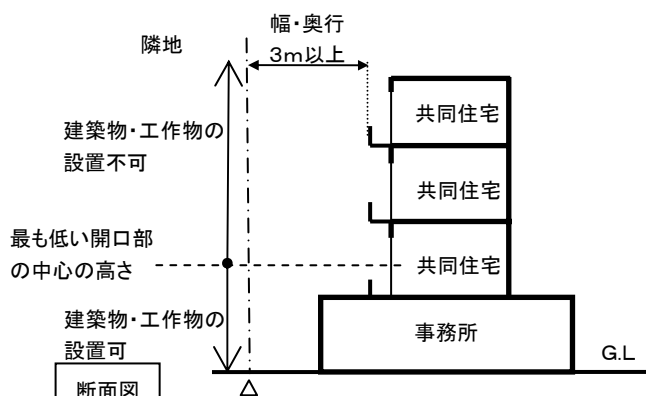 幅・奥行
3m以上
隣地
共同住宅
建築物・工作物の
設置不可
共同住宅
最も低い開口部
の中心の高さ
共同住宅
建築物・工作物の
設置可
事務所
G.L
断面図